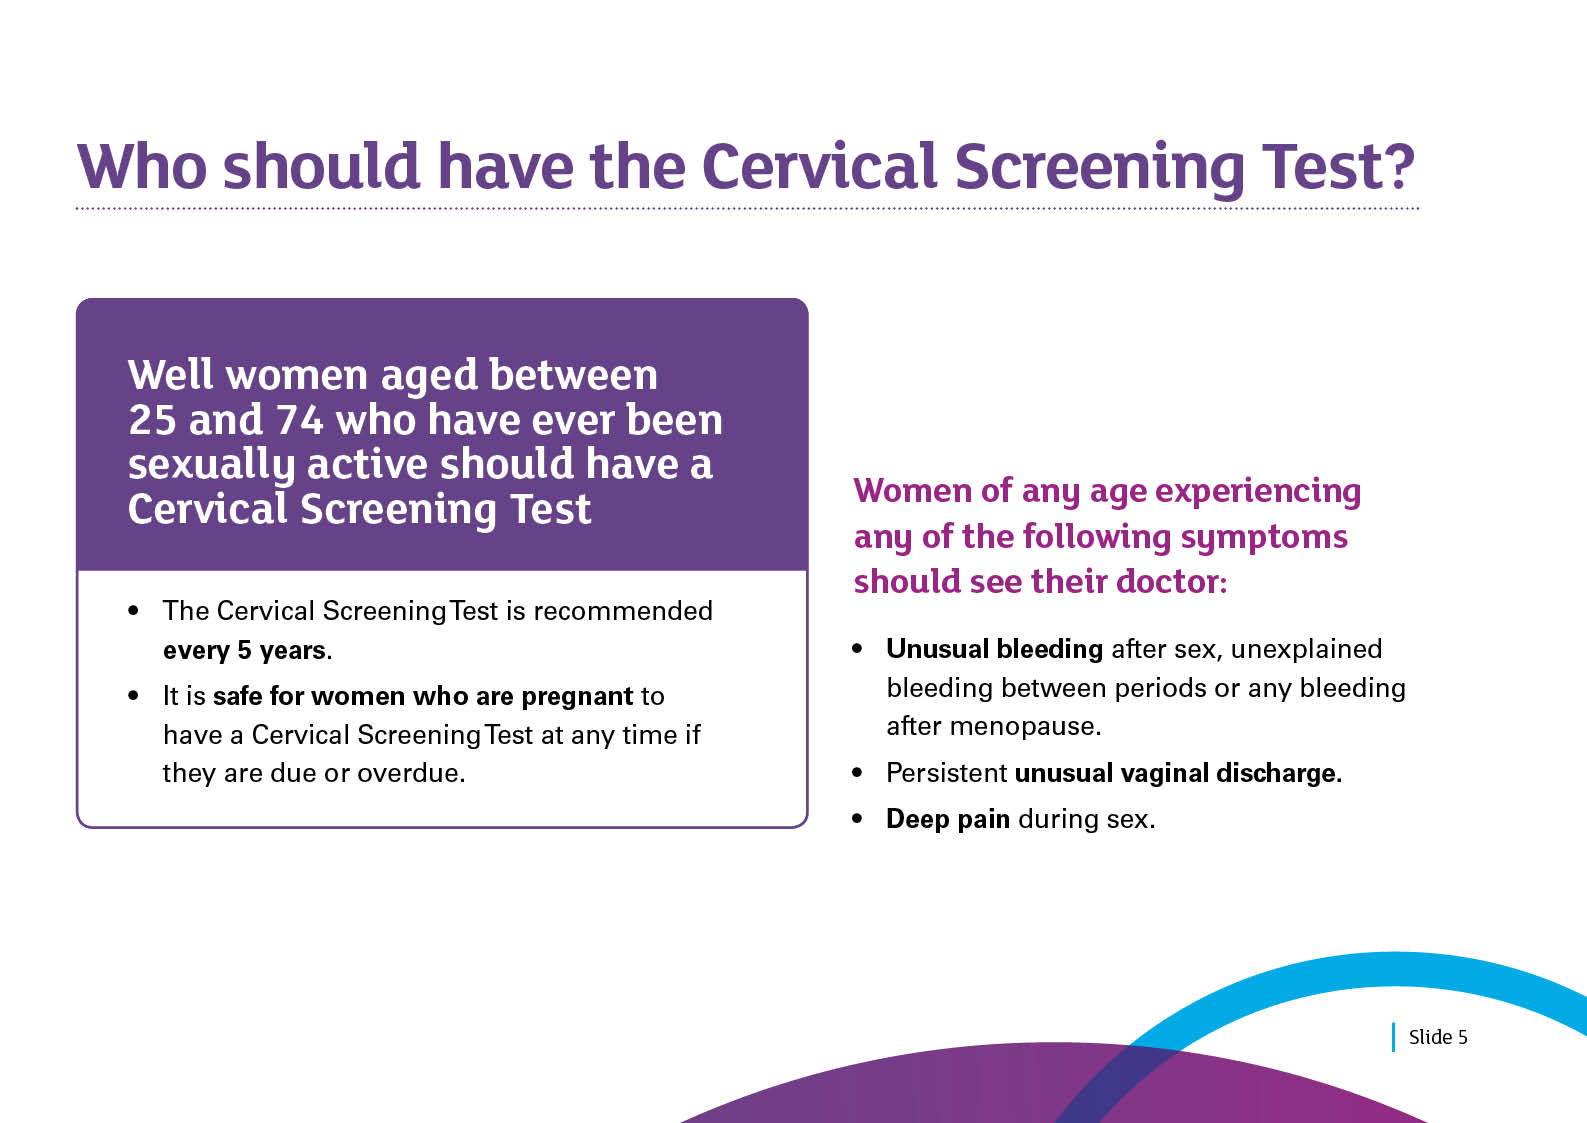 Who should have the Cervical Screening Test?
Well women aged between
25 and 74 who have ever been
sexually active should have a
Cervical Screening Test
• The Cervical Screening Test is recommended
every 5 years.
• It is safe for women who are pregnant to
have a Cervical Screening Test at any time if
they are due or overdue.
Women of any age experiencing
any of the following symptoms
should see their doctor:
• Unusual bleeding after sex, unexplained
bleeding between periods or any bleeding
after menopause.
• Persistent unusual vaginal discharge.
• Deep pain during sex.
Slide 5